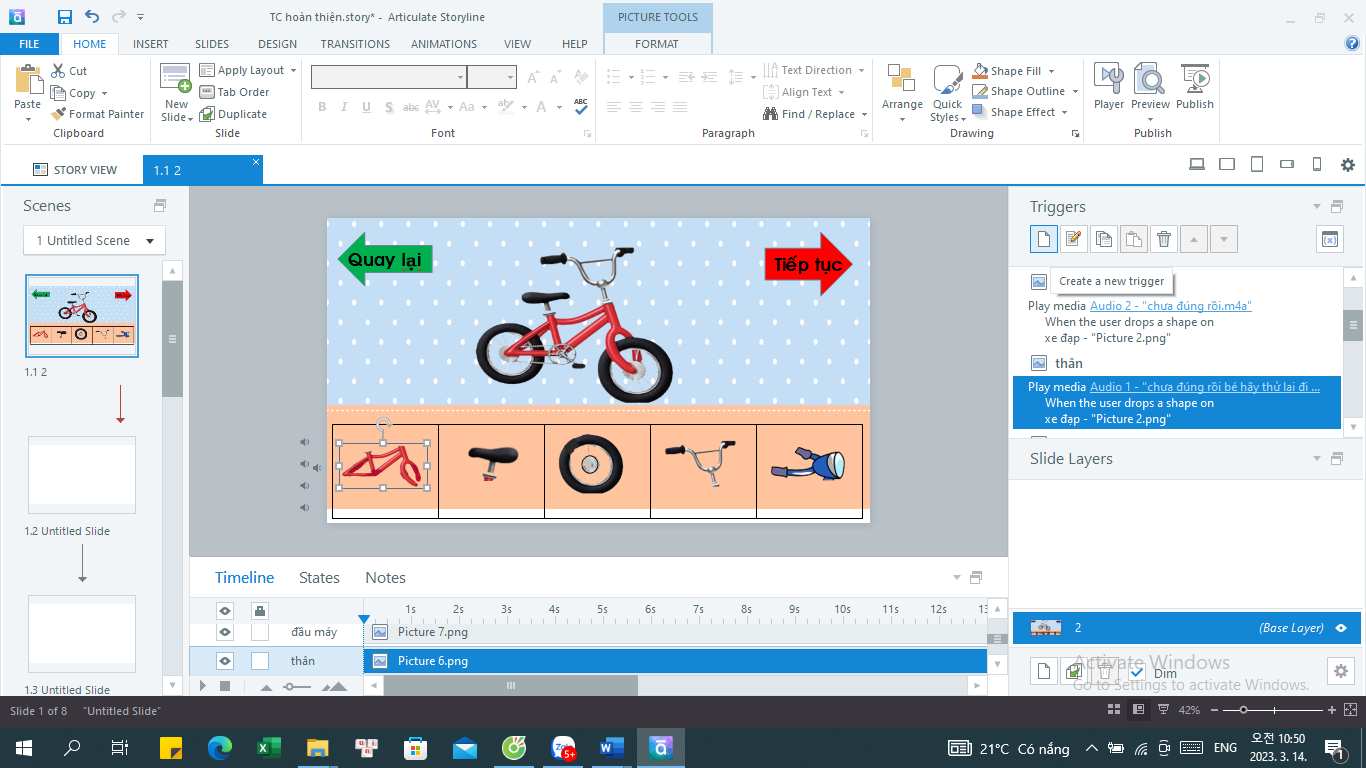 TC hoàn thiện.story* - Articulate Storyline
PICTURE TOOLS
FILE
HOME
INSERT
SLIDES
DESIGN
TRANSITIONS
ANIMATIONS
VIEW
HELP
FORMAT
Paste
Cut
Copy
Format Painter
Clipboard
New
Slide
Apply Layout
Tab Order
Duplicate
Slide
B I U S abc AV Aa ab A ABC
Font
Text Direction
Align Text
Find / Replace
Paragraph
Arrange
Quick
Styles
Shape Fill
Shape Outline
Shape Effect
Drawing
Player
Preview
Publish
Publish
STORY VIEW
1.1 2
Scenes
1 Untitled Scene
1.1 2
1.2 Untitled Slide
1.3 Untitled Slide
Quay lại
Tiếp tục
Triggers
Create a new trigger
Play media Audio 2 - "chưa đúng rồi.m4a"
When the user drops a shape on
xe đạp - "Picture 2.png"
thân
Play media Audio 1 - "chưa đúng rồi bé hãy thử lại đi ...
When the user drops a shape on
xe đạp - "Picture 2.png"
Slide Layers
2 (Base Layer)
Dim
Activate Windows
Go to Settings to activate Windows.
Timeline
States
Notes
1s 2s 3s 4s 5s 6s 7s 8s 9s 10s 11s 12s 13
đầu máy
Picture 7.png
thân
Picture 6.png
Slide 1 of 8
"Untitled Slide"
42%
5+
21°C Có nắng
ENG
오전 10:50
2023. 3. 14.
1